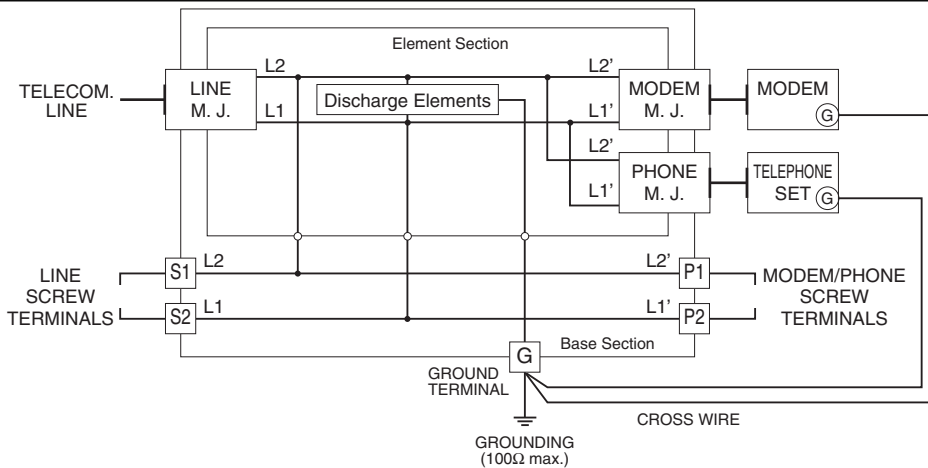 Element Section
TELECOM.
LINE
LINE
M. J.
L2
L1
Discharge Elements
L2'
L1'
MODEM
M. J.
MODEM
G
L2'
L1'
PHONE
M. J.
TELEPHONE
SET
G
LINE
SCREW
TERMINALS
S1
L2
S2
L1
L2'
P1
L1'
P2
MODEM/PHONE
SCREW
TERMINALS
Base Section
G
GROUND
TERMINAL
CROSS WIRE
GROUNDING
(100Ω max.)